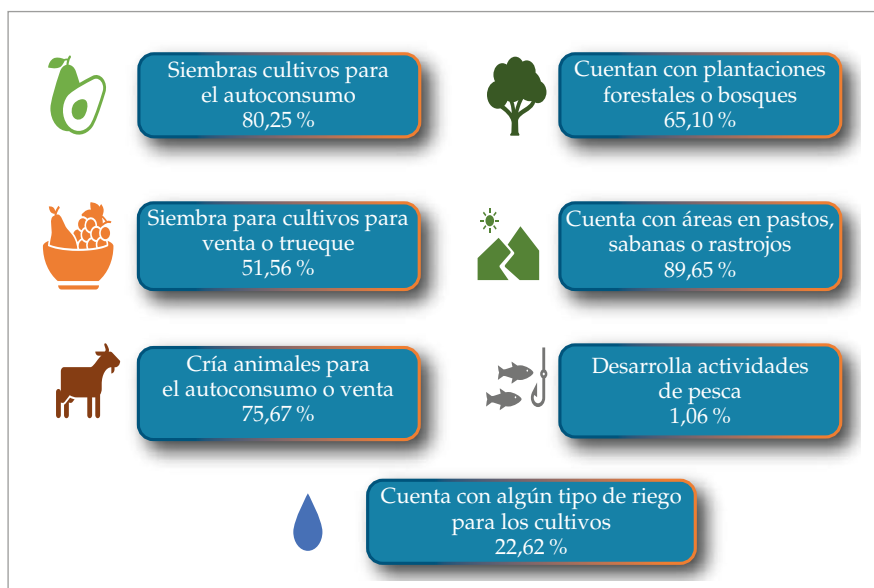 Siembras cultivos para
el autoconsumo
80,25 %
Cuentan con plantaciones
forestales o bosques
65,10 %
Siembra para cultivos para
venta o trueque
51,56 %
Cuenta con áreas en pastos,
sabanas o rastrojos
89,65 %
Cría animales para
el autoconsumo o venta
75,67 %
Desarrolla actividades
de pesca
1,06 %
Cuenta con algún tipo de riego
para los cultivos
22,62 %